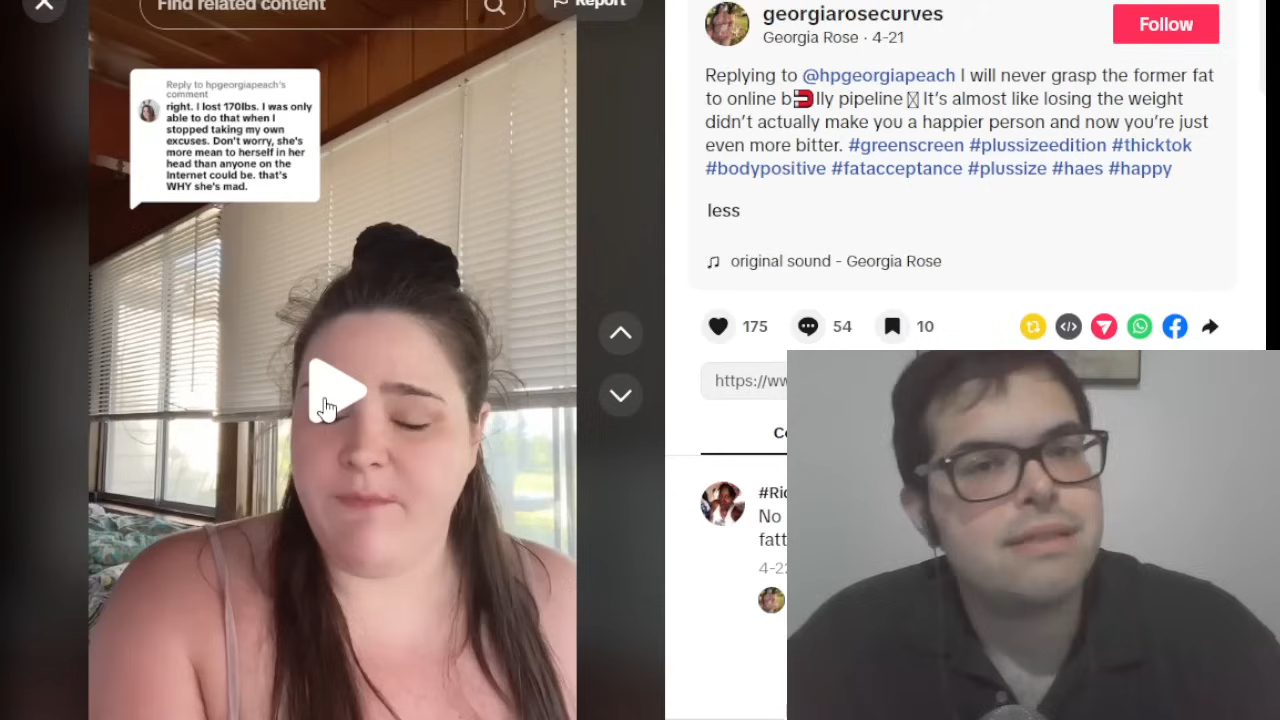 Find related content
Report
Reply to hpgeorgiapeach's
comment
right. I lost 170lbs. I was only
able to do that when I
stopped taking my own
excuses. Don't worry, she's
more mean to herself in her
head than anyone on the
Internet could be. that's
WHY she's mad.
georgiarosecurves
Georgia Rose · 4-21
Follow
Replying to @hpgeorgiapeach I will never grasp the former fat
to online b🧲lly pipeline It's almost like losing the weight
didn't actually make you a happier person and now you're just
even more bitter. #greenscreen #plussizeedition #thicktok
#bodypositive #fatacceptance #plussize #haes #happy
less
original sound - Georgia Rose
175
54
10
https://ww
No
fatt